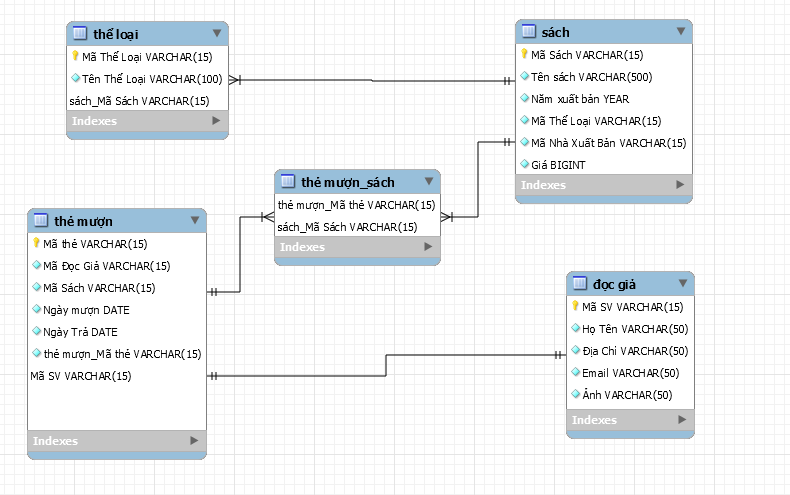 thể loại
Mã Thể Loại VARCHAR(15)
Tên Thể Loại VARCHAR(100)
sách_Mã Sách VARCHAR(15)
Indexes
sách
Mã Sách VARCHAR(15)
Tên sách VARCHAR(500)
Năm xuất bản YEAR
Mã Thể Loại VARCHAR(15)
Mã Nhà Xuất Bản VARCHAR(15)
Giá BIGINT
Indexes
thẻ mượn_sách
thẻ mượn_Mã thẻ VARCHAR(15)
sách_Mã Sách VARCHAR(15)
Indexes
thẻ mượn
Mã thẻ VARCHAR(15)
Mã Đọc Giả VARCHAR(15)
Mã Sách VARCHAR(15)
Ngày mượn DATE
Ngày Trả DATE
thẻ mượn_Mã thẻ VARCHAR(15)
Mã SV VARCHAR(15)
Indexes
đọc giả
Mã SV VARCHAR(15)
Họ Tên VARCHAR(50)
Địa Chỉ VARCHAR(50)
Email VARCHAR(50)
Ảnh VARCHAR(50)
Indexes